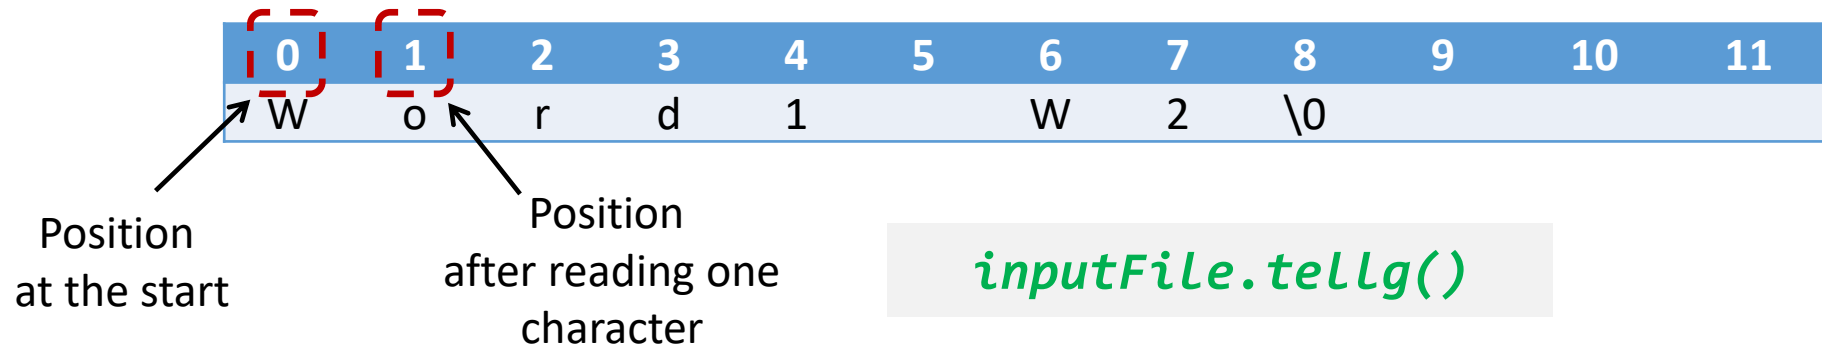 0 1 2 3 4 5 6 7 8 9 10 11
W o r d 1 W 2 \0
Position
at the start
Position
after reading one
character
inputFile.tellg()